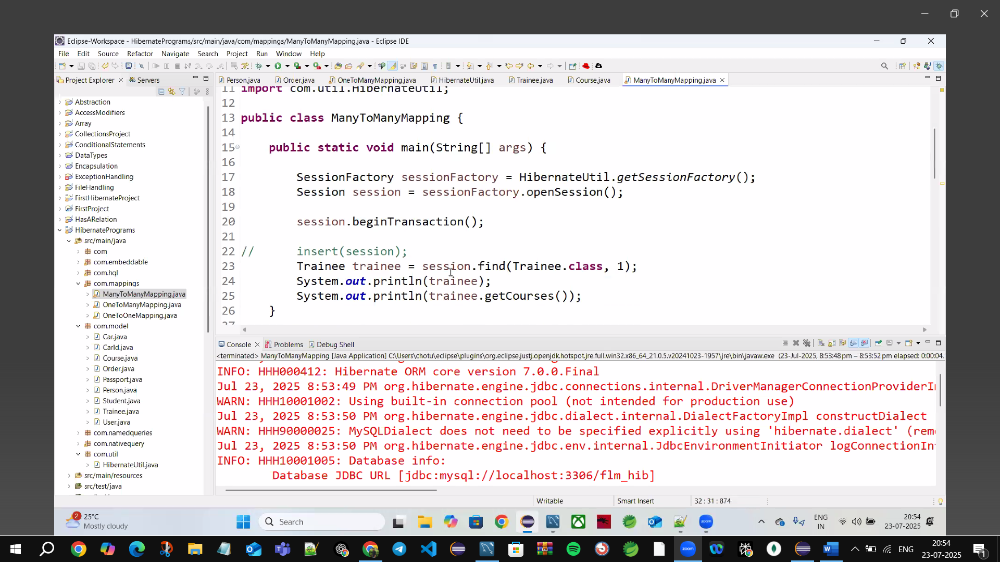 Eclipse-Workspace - HibernatePrograms/src/main/java/com/mappings/ManyToManyMapping.java - Eclipse IDE
File Edit Source Refactor Navigate Search Project Run Window Help
Project Explorer
Servers
Person.java
Order.java
OneToManyMapping.java
HibernateUtil.java
Trainee.java
Course.java
ManyToManyMapping.java
Abstraction
AccessModifiers
Array
CollectionsProject
ConditionalStatements
DataTypes
Encapsulation
ExceptionHandling
FileHandling
FirstHibernateProject
FirstProject
HasARelation
HibernatePrograms
src/main/java
com
com.embeddable
com.hql
com.mappings
ManyToManyMapping.java
OneToManyMapping.java
OneToOneMapping.java
com.model
Car.java
CarId.java
Course.java
Order.java
Passport.java
Person.java
Student.java
Trainee.java
User.java
com.namedqueries
com.nativequery
com.util
HibernateUtil.java
src/main/resources
src/test/java
11 import com.util.HibernateUtil;
12
13 public class ManyToManyMapping {
14
15 public static void main(String[] args) {
16
17 SessionFactory sessionFactory = HibernateUtil.getSessionFactory();
18 Session session = sessionFactory.openSession();
19
20 session.beginTransaction();
21
22 // insert(session);
23 Trainee trainee = session.find(Trainee.class, 1);
24 System.out.println(trainee);
25 System.out.println(trainee.getCourses());
26 }
Console
Problems
Debug Shell
<terminated> ManyToManyMapping [Java Application] C:\Users\chotu\eclipse\plugins\org.eclipse.justj.openjdk.hotspot.jre.full.win32.x86_64_21.0.5.v20241023-1957\jre\bin\javaw.exe (23-Jul-2025, 8:53:48 pm – 8:53:52 pm elapsed: 0:00:04.
INFO: HHH000412: Hibernate ORM core version 7.0.0.Final
Jul 23, 2025 8:53:49 PM org.hibernate.engine.jdbc.connections.internal.DriverManagerConnectionProviderI
WARN: HHH10001002: Using built-in connection pool (not intended for production use)
Jul 23, 2025 8:53:50 PM org.hibernate.engine.jdbc.dialect.internal.DialectFactoryImpl constructDialect
WARN: HHH90000025: MySQLDialect does not need to be specified explicitly using 'hibernate.dialect' (rem
Jul 23, 2025 8:53:50 PM org.hibernate.engine.jdbc.env.internal.JdbcEnvironmentInitiator logConnectionIn
INFO: HHH10001005: Database info:
Database JDBC URL [jdbc:mysql://localhost:3306/flm_hib]
Writable
Smart Insert
32 : 31 : 874
2
25°C
Mostly cloudy
Search
zoom
ENG
IN
20:54
23-07-2025
zoom
ENG
20:54
23-07-2025
1